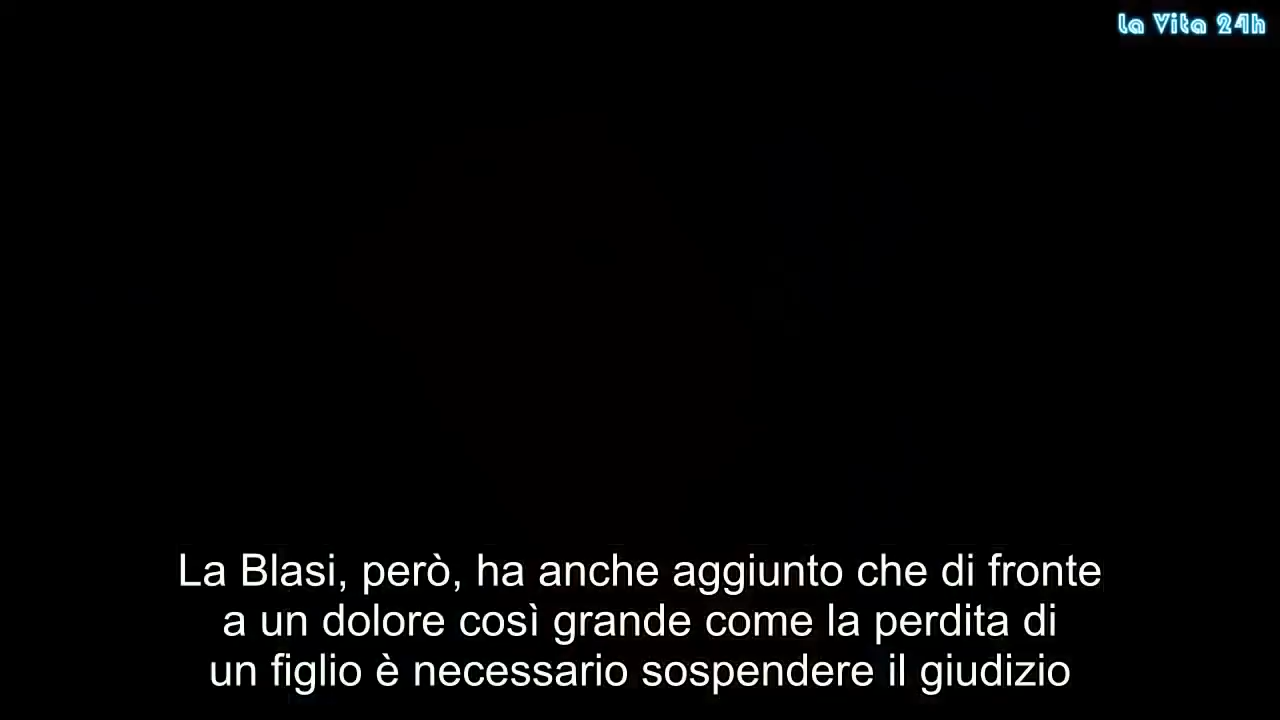 La Vita 24h
La Blasi, però, ha anche aggiunto che di fronte
a un dolore così grande come la perdita di
un figlio è necessario sospendere il giudizio